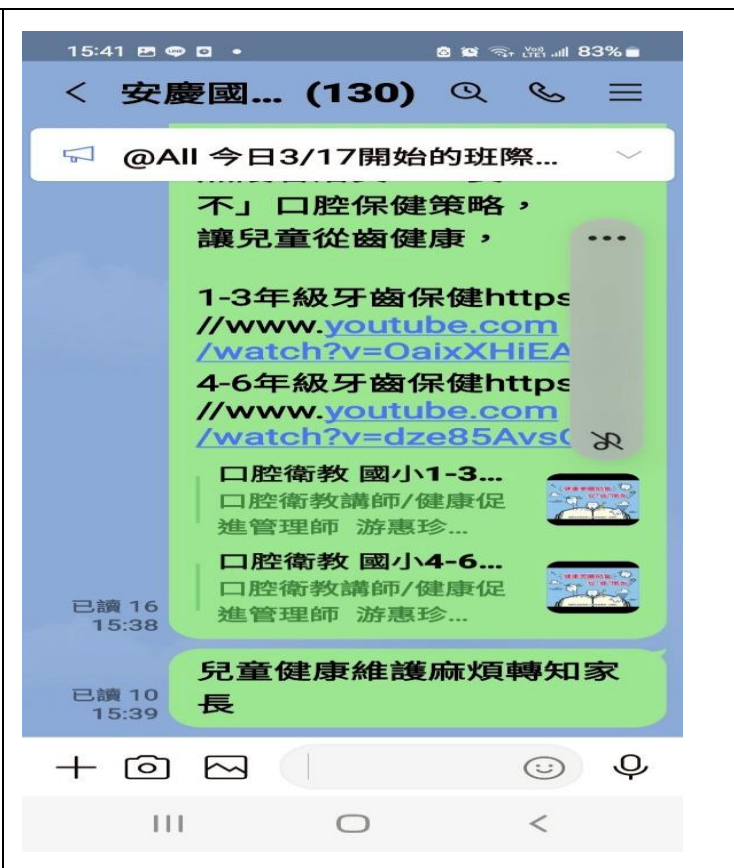 15:41
83%
安慶國... (130)
@All 今日3/17開始的班際...
不」口腔保健策略，
讓兒童從齒健康，
1-3年級牙齒保健https
//www.youtube.com
/watch?v=OaixXHiEA
4-6年級牙齒保健https
//www.youtube.com
/watch?v=dze85Avs
口腔衛教 國小1-3...
口腔衛教講師/健康促
進管理師 游惠珍...
口腔衛教 國小4-6...
口腔衛教講師/健康促
進管理師 游惠珍...
已讀 16
15:38
兒童健康維護麻煩轉知家
長
已讀 10
15:39